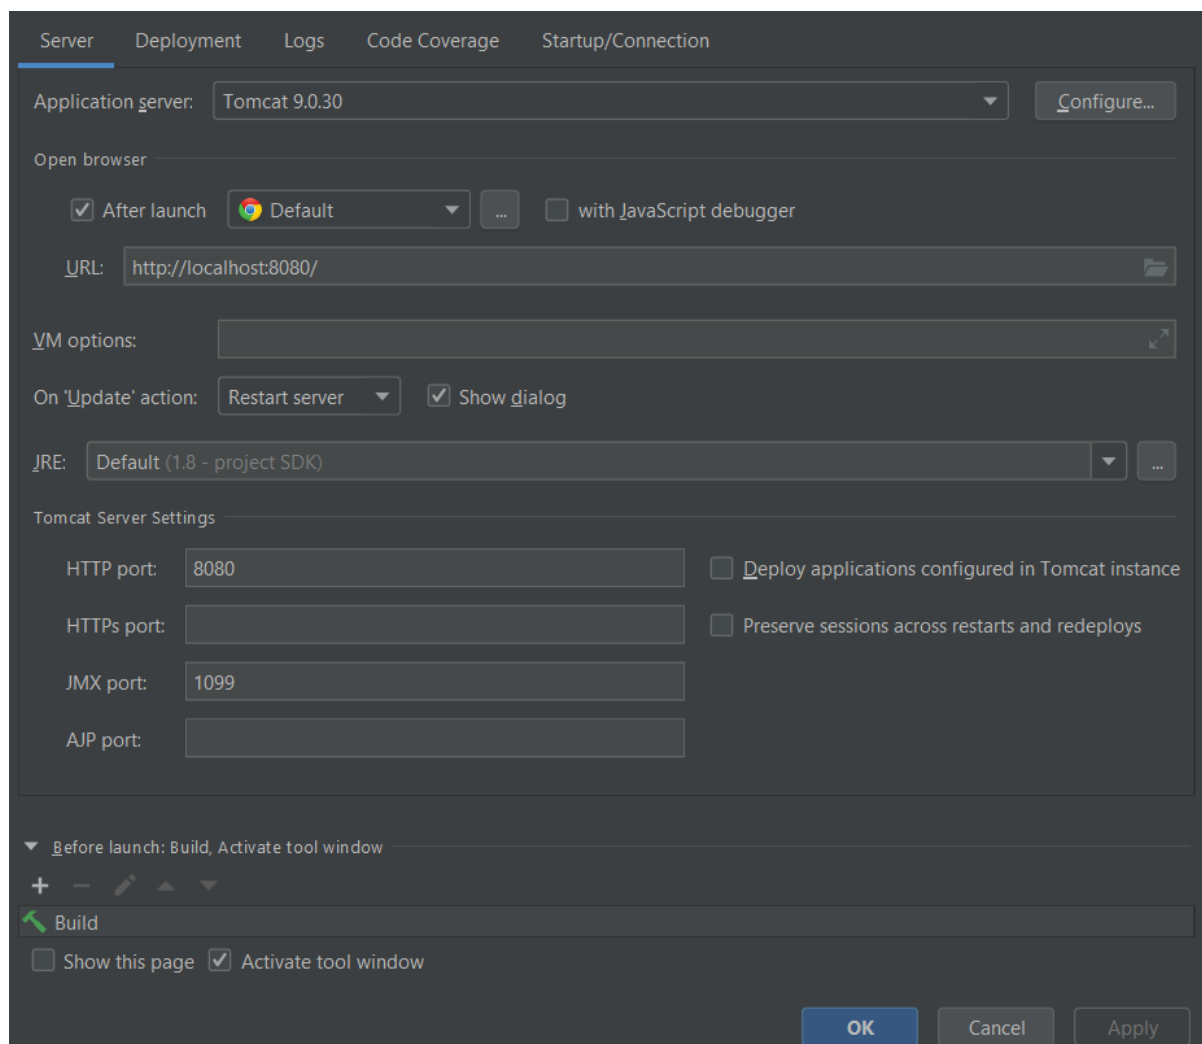 Server Deployment Logs Code Coverage Startup/Connection
Application server: Tomcat 9.0.30 Configure...
Open browser
After launch Default ... with JavaScript debugger
URL: http://localhost:8080/
VM options:
On 'Update' action: Restart server Show dialog
JRE: Default (1.8 - project SDK) ...
Tomcat Server Settings
HTTP port: 8080 Deploy applications configured in Tomcat instance
HTTPs port: Preserve sessions across restarts and redeploys
JMX port: 1099
AJP port:
Before launch: Build, Activate tool window
Build
Show this page Activate tool window
OK Cancel Apply